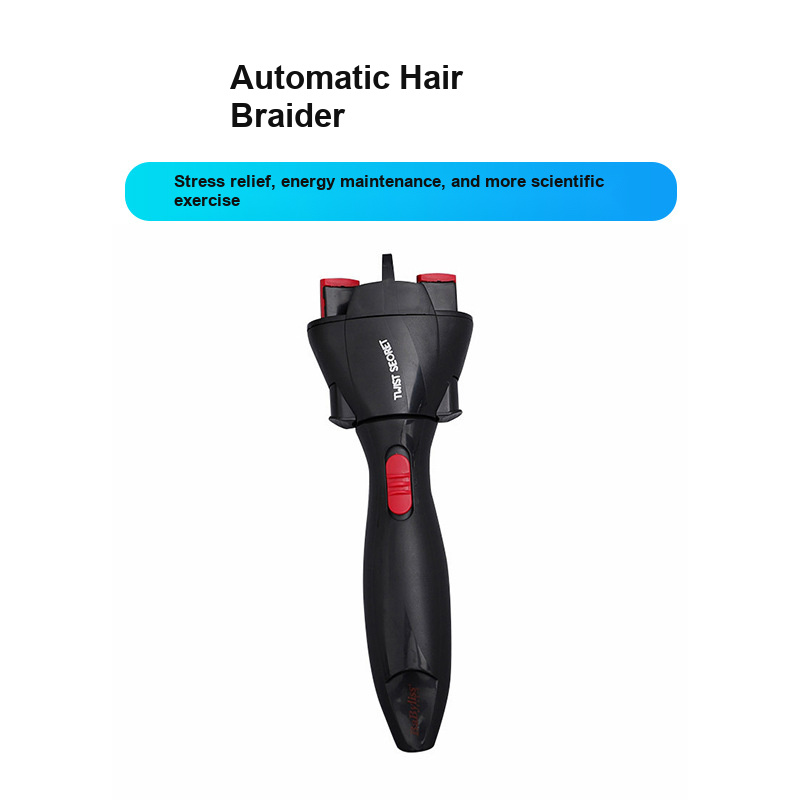 Automatic Hair
Braider
Stress relief, energy maintenance, and more scientific
exercise
TWIST SECRET